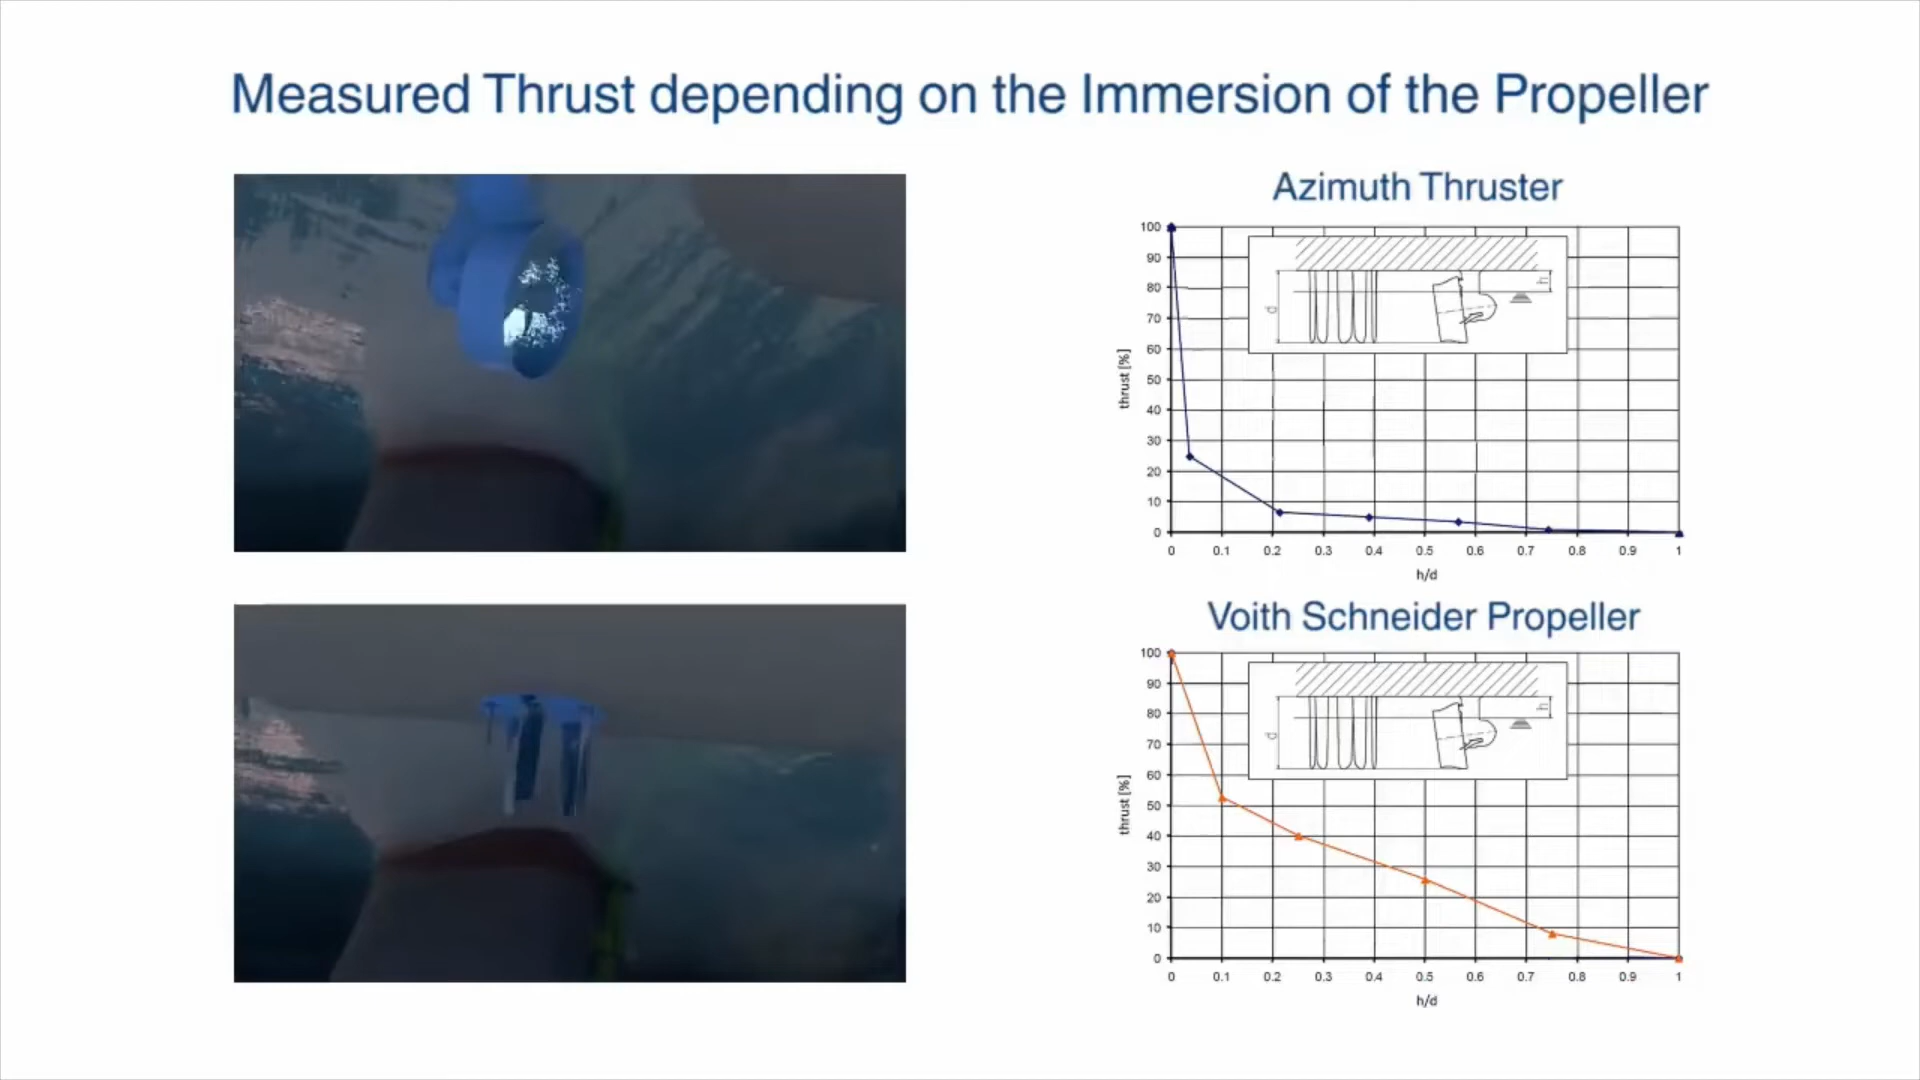 Measured Thrust depending on the Immersion of the Propeller
Azimuth Thruster
100
90
80
70
60
50
40
30
20
10
0
thrust [%]
d
h
0 0.1 0.2 0.3 0.4 0.5 0.6 0.7 0.8 0.9 1
h/d
Voith Schneider Propeller
100
90
80
70
60
50
40
30
20
10
0
thrust [%]
d
h
0 0.1 0.2 0.3 0.4 0.5 0.6 0.7 0.8 0.9 1
h/d